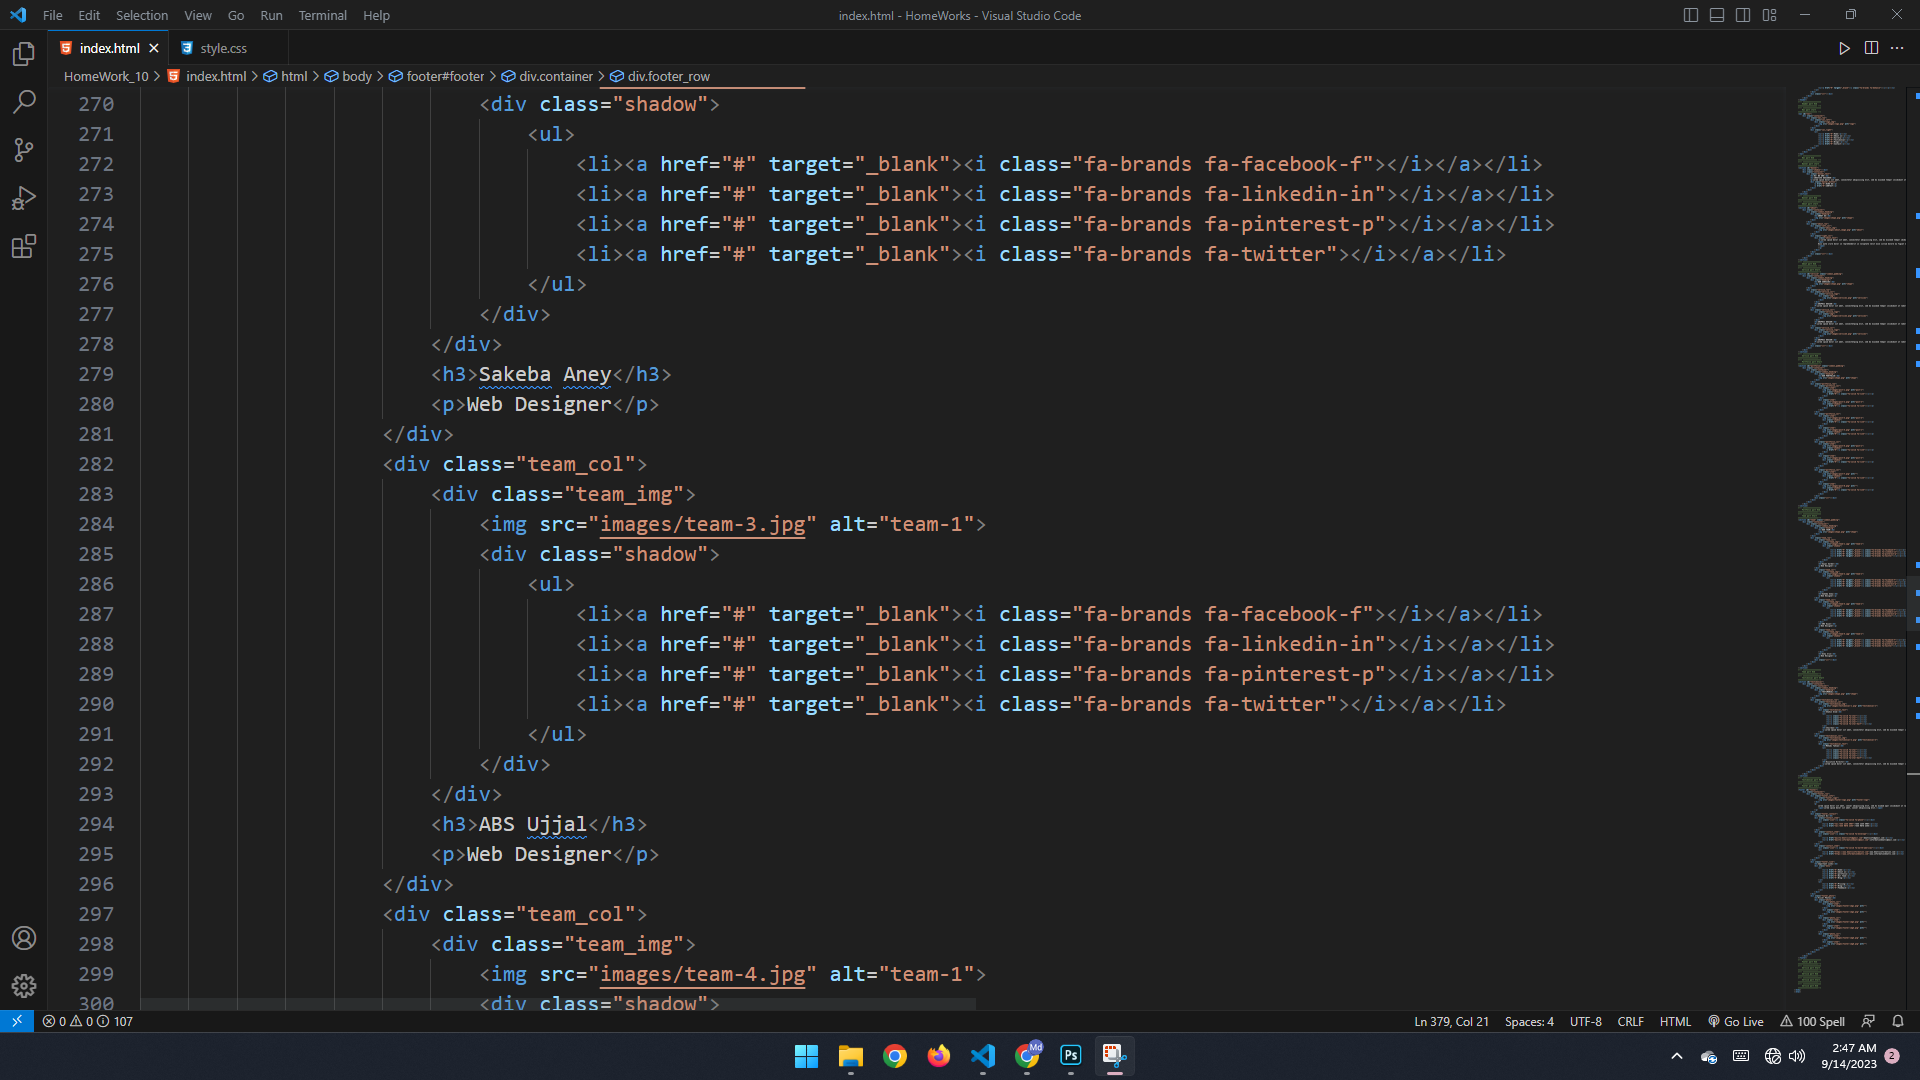 File Edit Selection View Go Run Terminal Help
index.html - HomeWorks - Visual Studio Code
index.html
style.css
HomeWork_10 > index.html > html > body > footer#footer > div.container > div.footer_row
270 <div class="shadow">
271 <ul>
272 <li><a href="#" target="_blank"><i class="fa-brands fa-facebook-f"></i></a></li>
273 <li><a href="#" target="_blank"><i class="fa-brands fa-linkedin-in"></i></a></li>
274 <li><a href="#" target="_blank"><i class="fa-brands fa-pinterest-p"></i></a></li>
275 <li><a href="#" target="_blank"><i class="fa-brands fa-twitter"></i></a></li>
276 </ul>
277 </div>
278 </div>
279 <h3>Sakeba Aney</h3>
280 <p>Web Designer</p>
281 </div>
282 <div class="team_col">
283 <div class="team_img">
284 <img src="images/team-3.jpg" alt="team-1">
285 <div class="shadow">
286 <ul>
287 <li><a href="#" target="_blank"><i class="fa-brands fa-facebook-f"></i></a></li>
288 <li><a href="#" target="_blank"><i class="fa-brands fa-linkedin-in"></i></a></li>
289 <li><a href="#" target="_blank"><i class="fa-brands fa-pinterest-p"></i></a></li>
290 <li><a href="#" target="_blank"><i class="fa-brands fa-twitter"></i></a></li>
291 </ul>
292 </div>
293 </div>
294 <h3>ABS Ujjal</h3>
295 <p>Web Designer</p>
296 </div>
297 <div class="team_col">
298 <div class="team_img">
299 <img src="images/team-4.jpg" alt="team-1">
300 <div class="shadow">
0 0 107
Ln 379, Col 21 Spaces: 4 UTF-8 CRLF HTML Go Live 100 Spell
Md
Ps
2:47 AM
9/14/2023
2